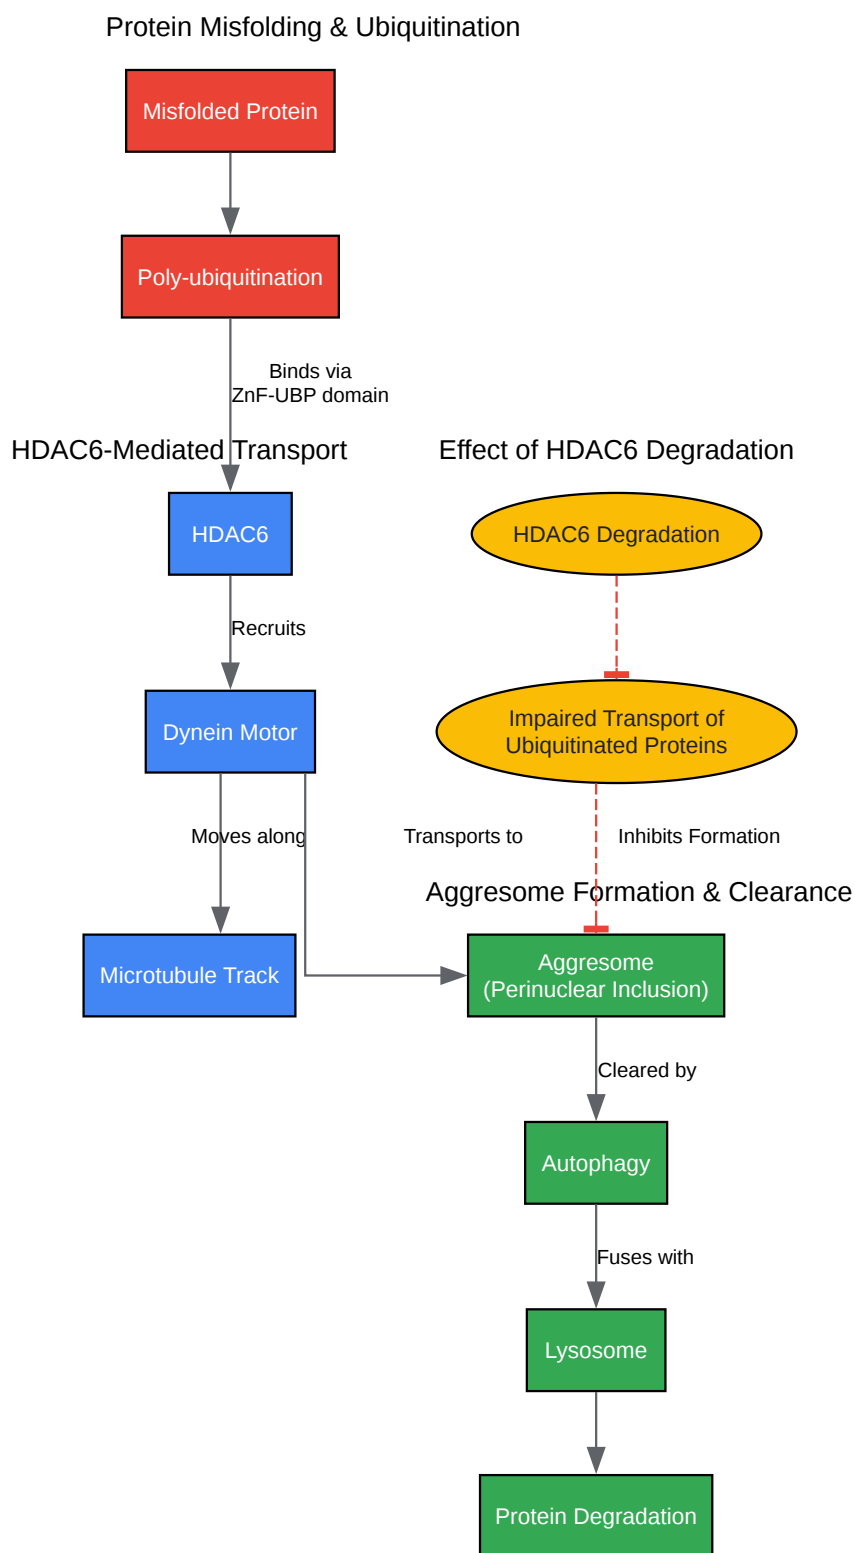 Protein Misfolding & Ubiquitination
Misfolded Protein
Poly-ubiquitination
Binds via
ZnF-UBP domain
HDAC6-Mediated Transport
Effect of HDAC6 Degradation
HDAC6
HDAC6 Degradation
Recruits
Dynein Motor
Impaired Transport of
Ubiquitinated Proteins
Moves along
Transports to
Inhibits Formation
Aggresome Formation & Clearance
Microtubule Track
Aggresome
(Perinuclear Inclusion)
Cleared by
Autophagy
Fuses with
Lysosome
Protein Degradation